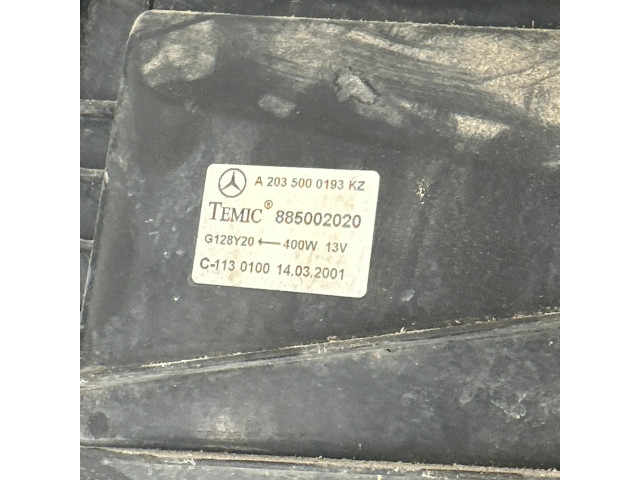 A 203 500 0193 KZ
TEMIC® 885002020
G128Y20 ← 400W 13V
C-113 0100 14.03.2001